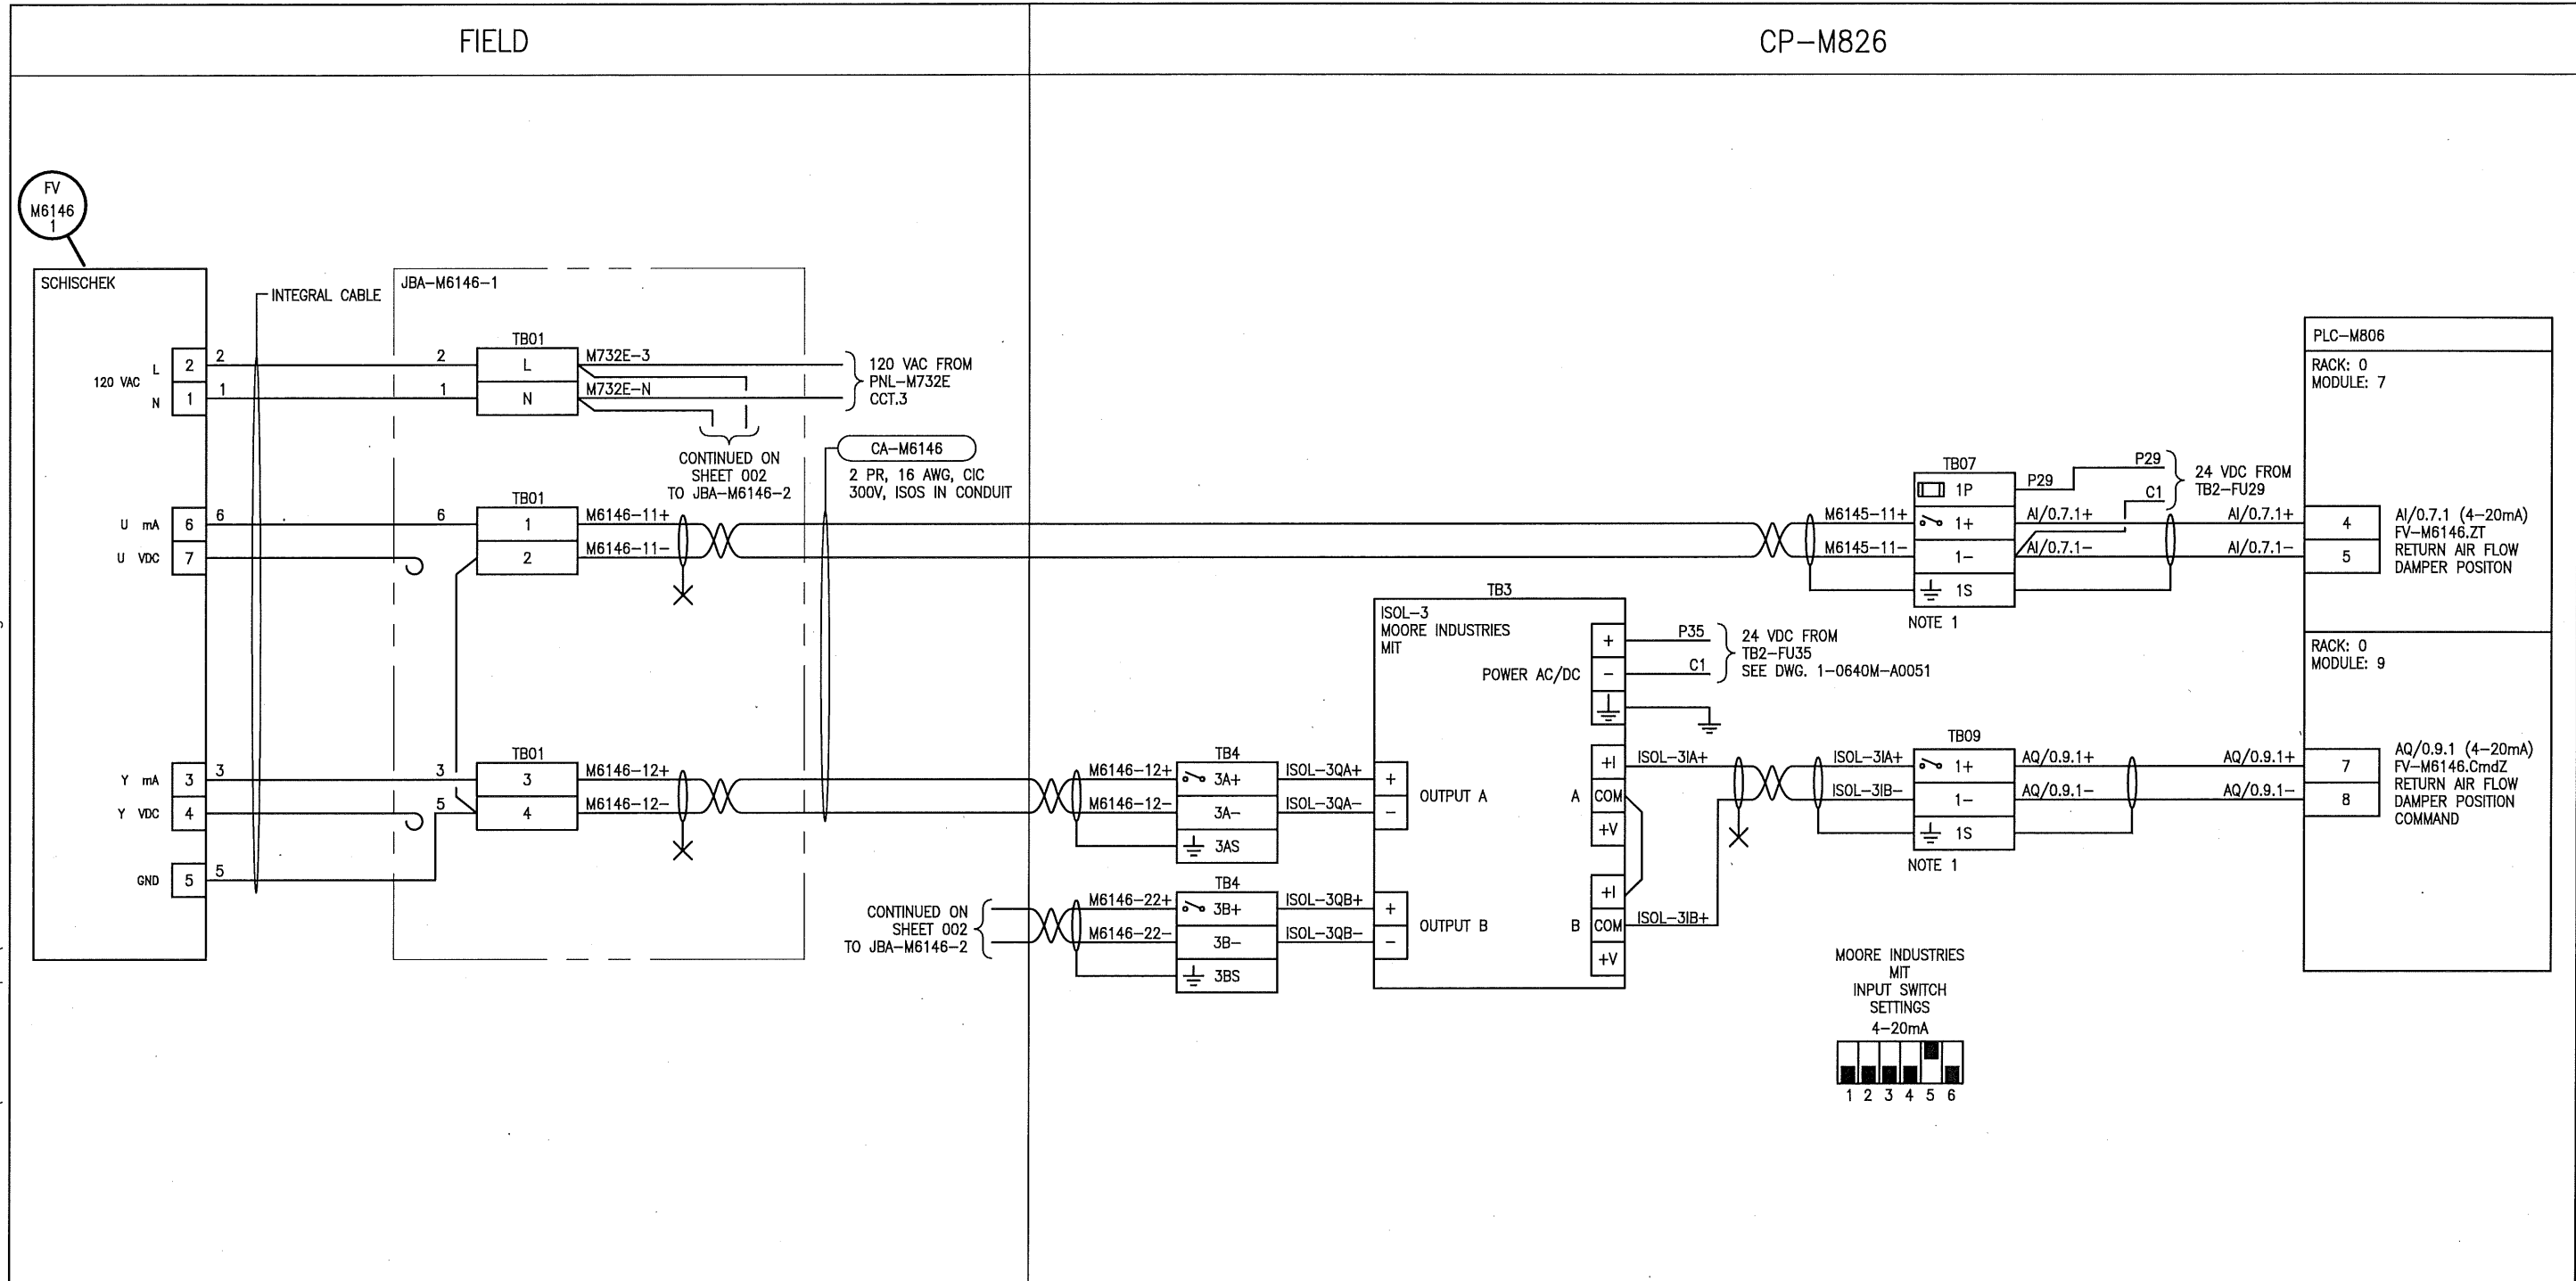 FIELD
CP-M826
FV
M6146
1
SCHISCHEK
INTEGRAL CABLE
JBA-M6146-1
120 VAC
L
2
2
2
N
1
1
1
TB01
L
N
M732E-3
M732E-N
120 VAC FROM
PNL-M732E
CCT.3
CONTINUED ON
SHEET 002
TO JBA-M6146-2
CA-M6146
2 PR, 16 AWG, CIC
300V, ISOS IN CONDUIT
U mA
6
6
6
U VDC
7
TB01
1
2
M6146-11+
M6146-11-
Y mA
3
3
3
Y VDC
4
5
GND
5
5
TB01
3
4
M6146-12+
M6146-12-
CONTINUED ON
SHEET 002
TO JBA-M6146-2
M6146-12+
M6146-12-
TB4
3A+
3A-
3AS
ISOL-3QA+
ISOL-3QA-
M6146-22+
M6146-22-
TB4
3B+
3B-
3BS
ISOL-3QB+
ISOL-3QB-
TB3
ISOL-3
MOORE INDUSTRIES
MIT
POWER AC/DC
+
-
P35
C1
24 VDC FROM
TB2-FU35
SEE DWG. 1-0640M-A0051
+
-
OUTPUT A
A
+I
COM
+V
+
-
OUTPUT B
B
+I
COM
+V
ISOL-3IA+
ISOL-3IB+
ISOL-3IA+
ISOL-3IB-
TB09
1+
1-
1S
NOTE 1
AQ/0.9.1+
AQ/0.9.1-
AQ/0.9.1+
AQ/0.9.1-
M6145-11+
M6145-11-
TB07
1P
1+
1-
1S
NOTE 1
P29
P29
C1
24 VDC FROM
TB2-FU29
AI/0.7.1+
AI/0.7.1-
AI/0.7.1+
AI/0.7.1-
PLC-M806
RACK: 0
MODULE: 7
4
5
AI/0.7.1 (4-20mA)
FV-M6146.ZT
RETURN AIR FLOW
DAMPER POSITON
RACK: 0
MODULE: 9
7
8
AQ/0.9.1 (4-20mA)
FV-M6146.CmdZ
RETURN AIR FLOW
DAMPER POSITION
COMMAND
MOORE INDUSTRIES
MIT
INPUT SWITCH
SETTINGS
4-20mA
1 2 3 4 5 6